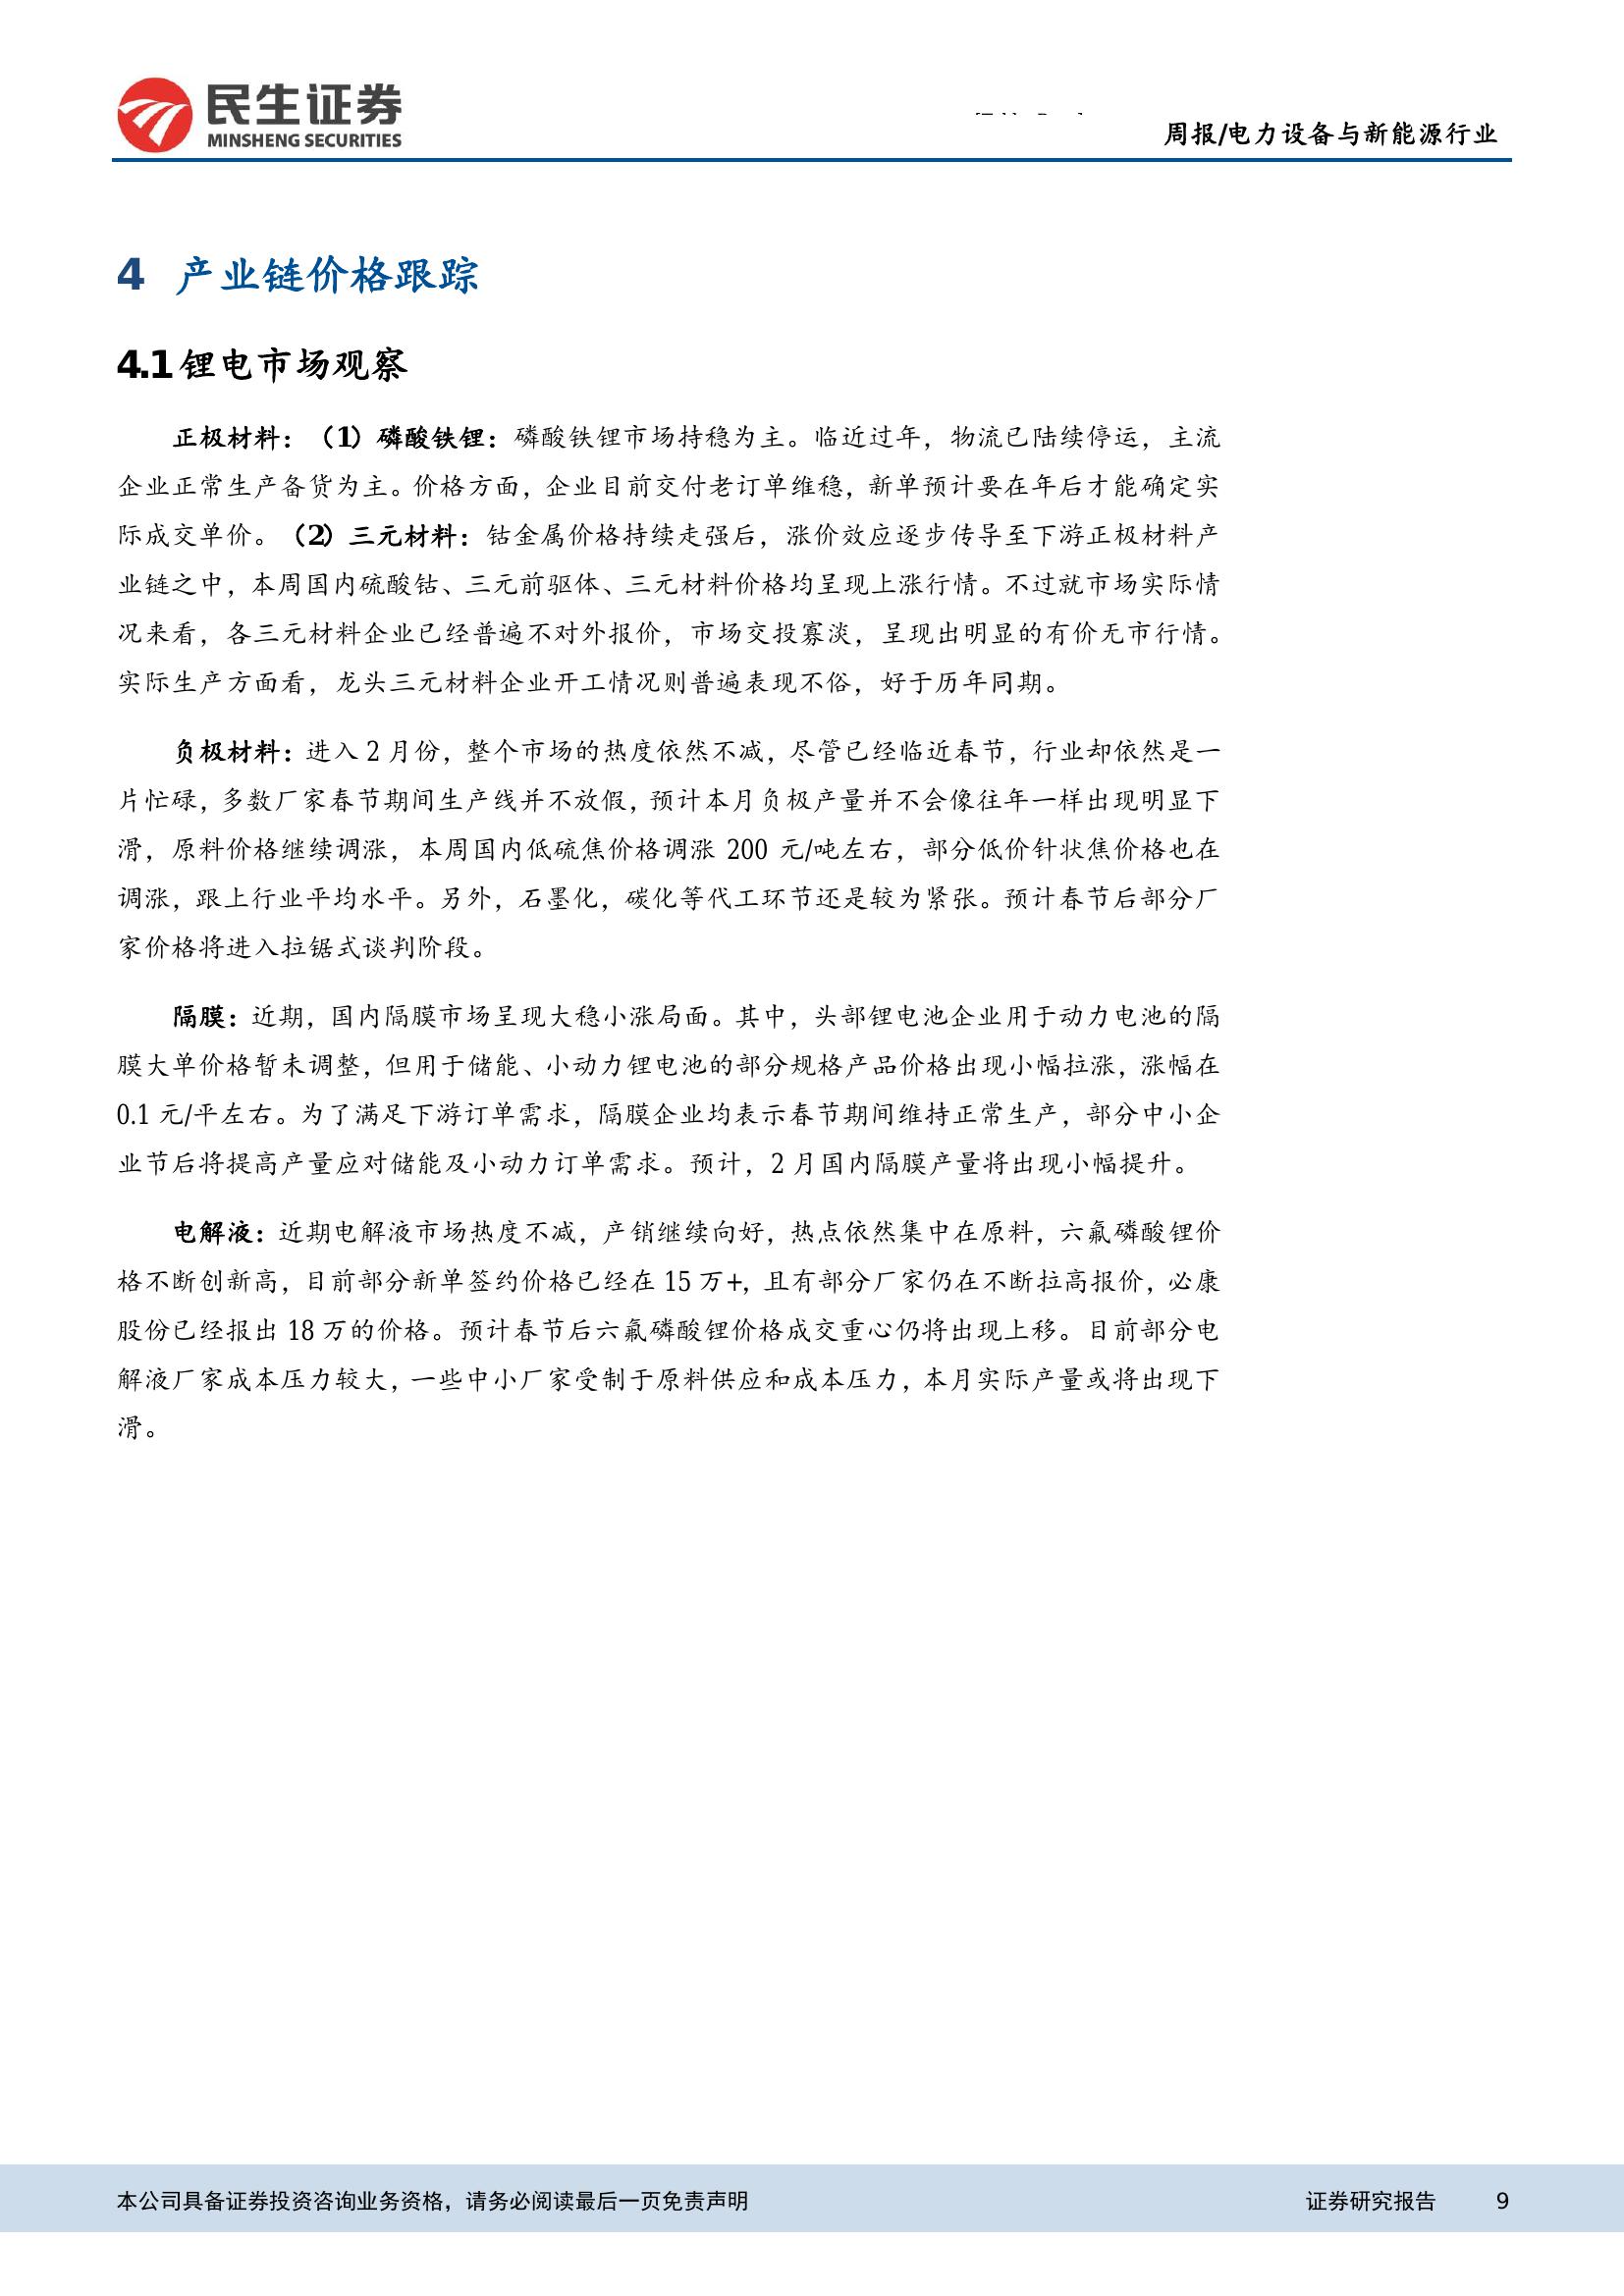 民生证券
MINSHENG SECURITIES
周报/电力设备与新能源行业
4 产业链价格跟踪
4.1 锂电市场观察
正极材料：（1）磷酸铁锂：磷酸铁锂市场持稳为主。临近过年，物流已陆续停运，主流
企业正常生产备货为主。价格方面，企业目前交付老订单维稳，新单预计要在年后才能确定实
际成交单价。（2）三元材料：钴金属价格持续走强后，涨价效应逐步传导至下游正极材料产
业链之中，本周国内硫酸钴、三元前驱体、三元材料价格均呈现上涨行情。不过就市场实际情
况来看，各三元材料企业已经普遍不对外报价，市场交投寡淡，呈现出明显的有价无市行情。
实际生产方面看，龙头三元材料企业开工情况则普遍表现不俗，好于历年同期。
负极材料：进入 2 月份，整个市场的热度依然不减，尽管已经临近春节，行业却依然是一
片忙碌，多数厂家春节期间生产线并不放假，预计本月负极产量并不会像往年一样出现明显下
滑，原料价格继续调涨，本周国内低硫焦价格调涨 200 元/吨左右，部分低价针状焦价格也在
调涨，跟上行业平均水平。另外，石墨化，碳化等代工环节还是较为紧张。预计春节后部分厂
家价格将进入拉锯式谈判阶段。
隔膜：近期，国内隔膜市场呈现大稳小涨局面。其中，头部锂电池企业用于动力电池的隔
膜大单价格暂未调整，但用于储能、小动力锂电池的部分规格产品价格出现小幅拉涨，涨幅在
0.1 元/平左右。为了满足下游订单需求，隔膜企业均表示春节期间维持正常生产，部分中小企
业节后将提高产量应对储能及小动力订单需求。预计，2 月国内隔膜产量将出现小幅提升。
电解液：近期电解液市场热度不减，产销继续向好，热点依然集中在原料，六氟磷酸锂价
格不断创新高，目前部分新单签约价格已经在 15 万+，且有部分厂家仍在不断拉高报价，必康
股份已经报出 18 万的价格。预计春节后六氟磷酸锂价格成交重心仍将出现上移。目前部分电
解液厂家成本压力较大，一些中小厂家受制于原料供应和成本压力，本月实际产量或将出现下
滑。
本公司具备证券投资咨询业务资格，请务必阅读最后一页免责声明 证券研究报告 9